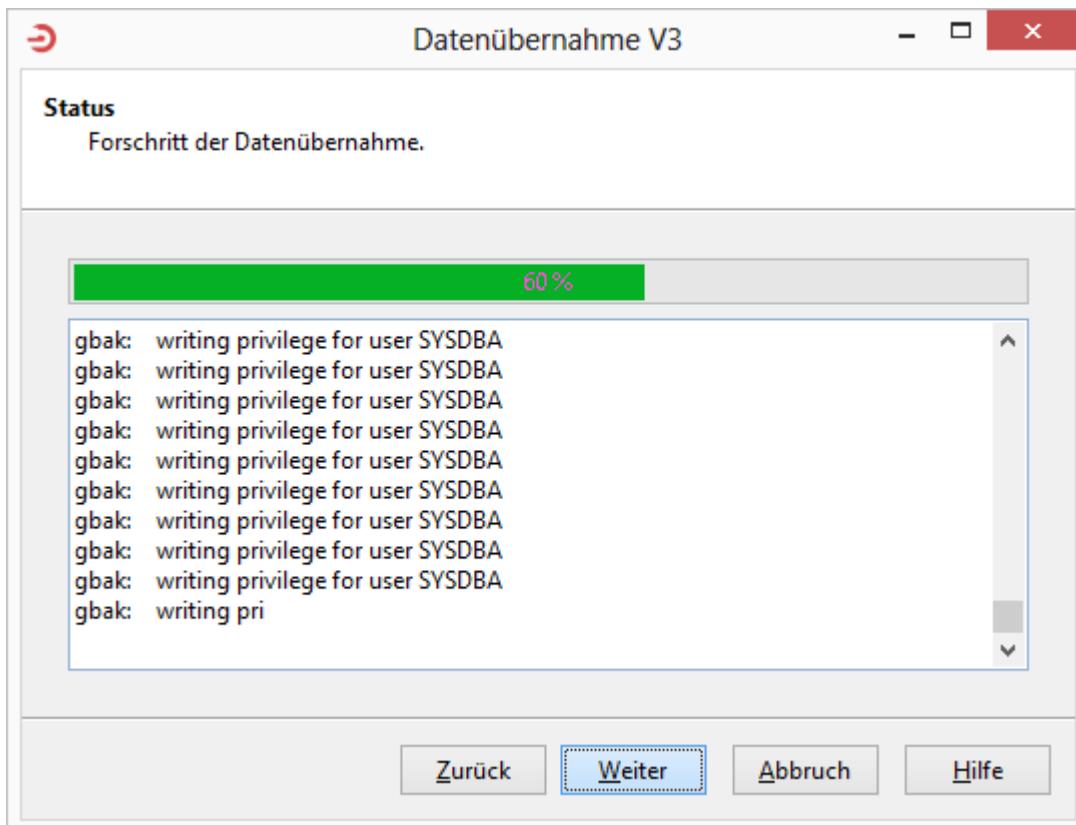 Datenübernahme V3
Status
Forschritt der Datenübernahme.
60 %
gbak: writing privilege for user SYSDBA
gbak: writing privilege for user SYSDBA
gbak: writing privilege for user SYSDBA
gbak: writing privilege for user SYSDBA
gbak: writing privilege for user SYSDBA
gbak: writing privilege for user SYSDBA
gbak: writing privilege for user SYSDBA
gbak: writing privilege for user SYSDBA
gbak: writing privilege for user SYSDBA
gbak: writing pri
Zurück Weiter Abbruch Hilfe